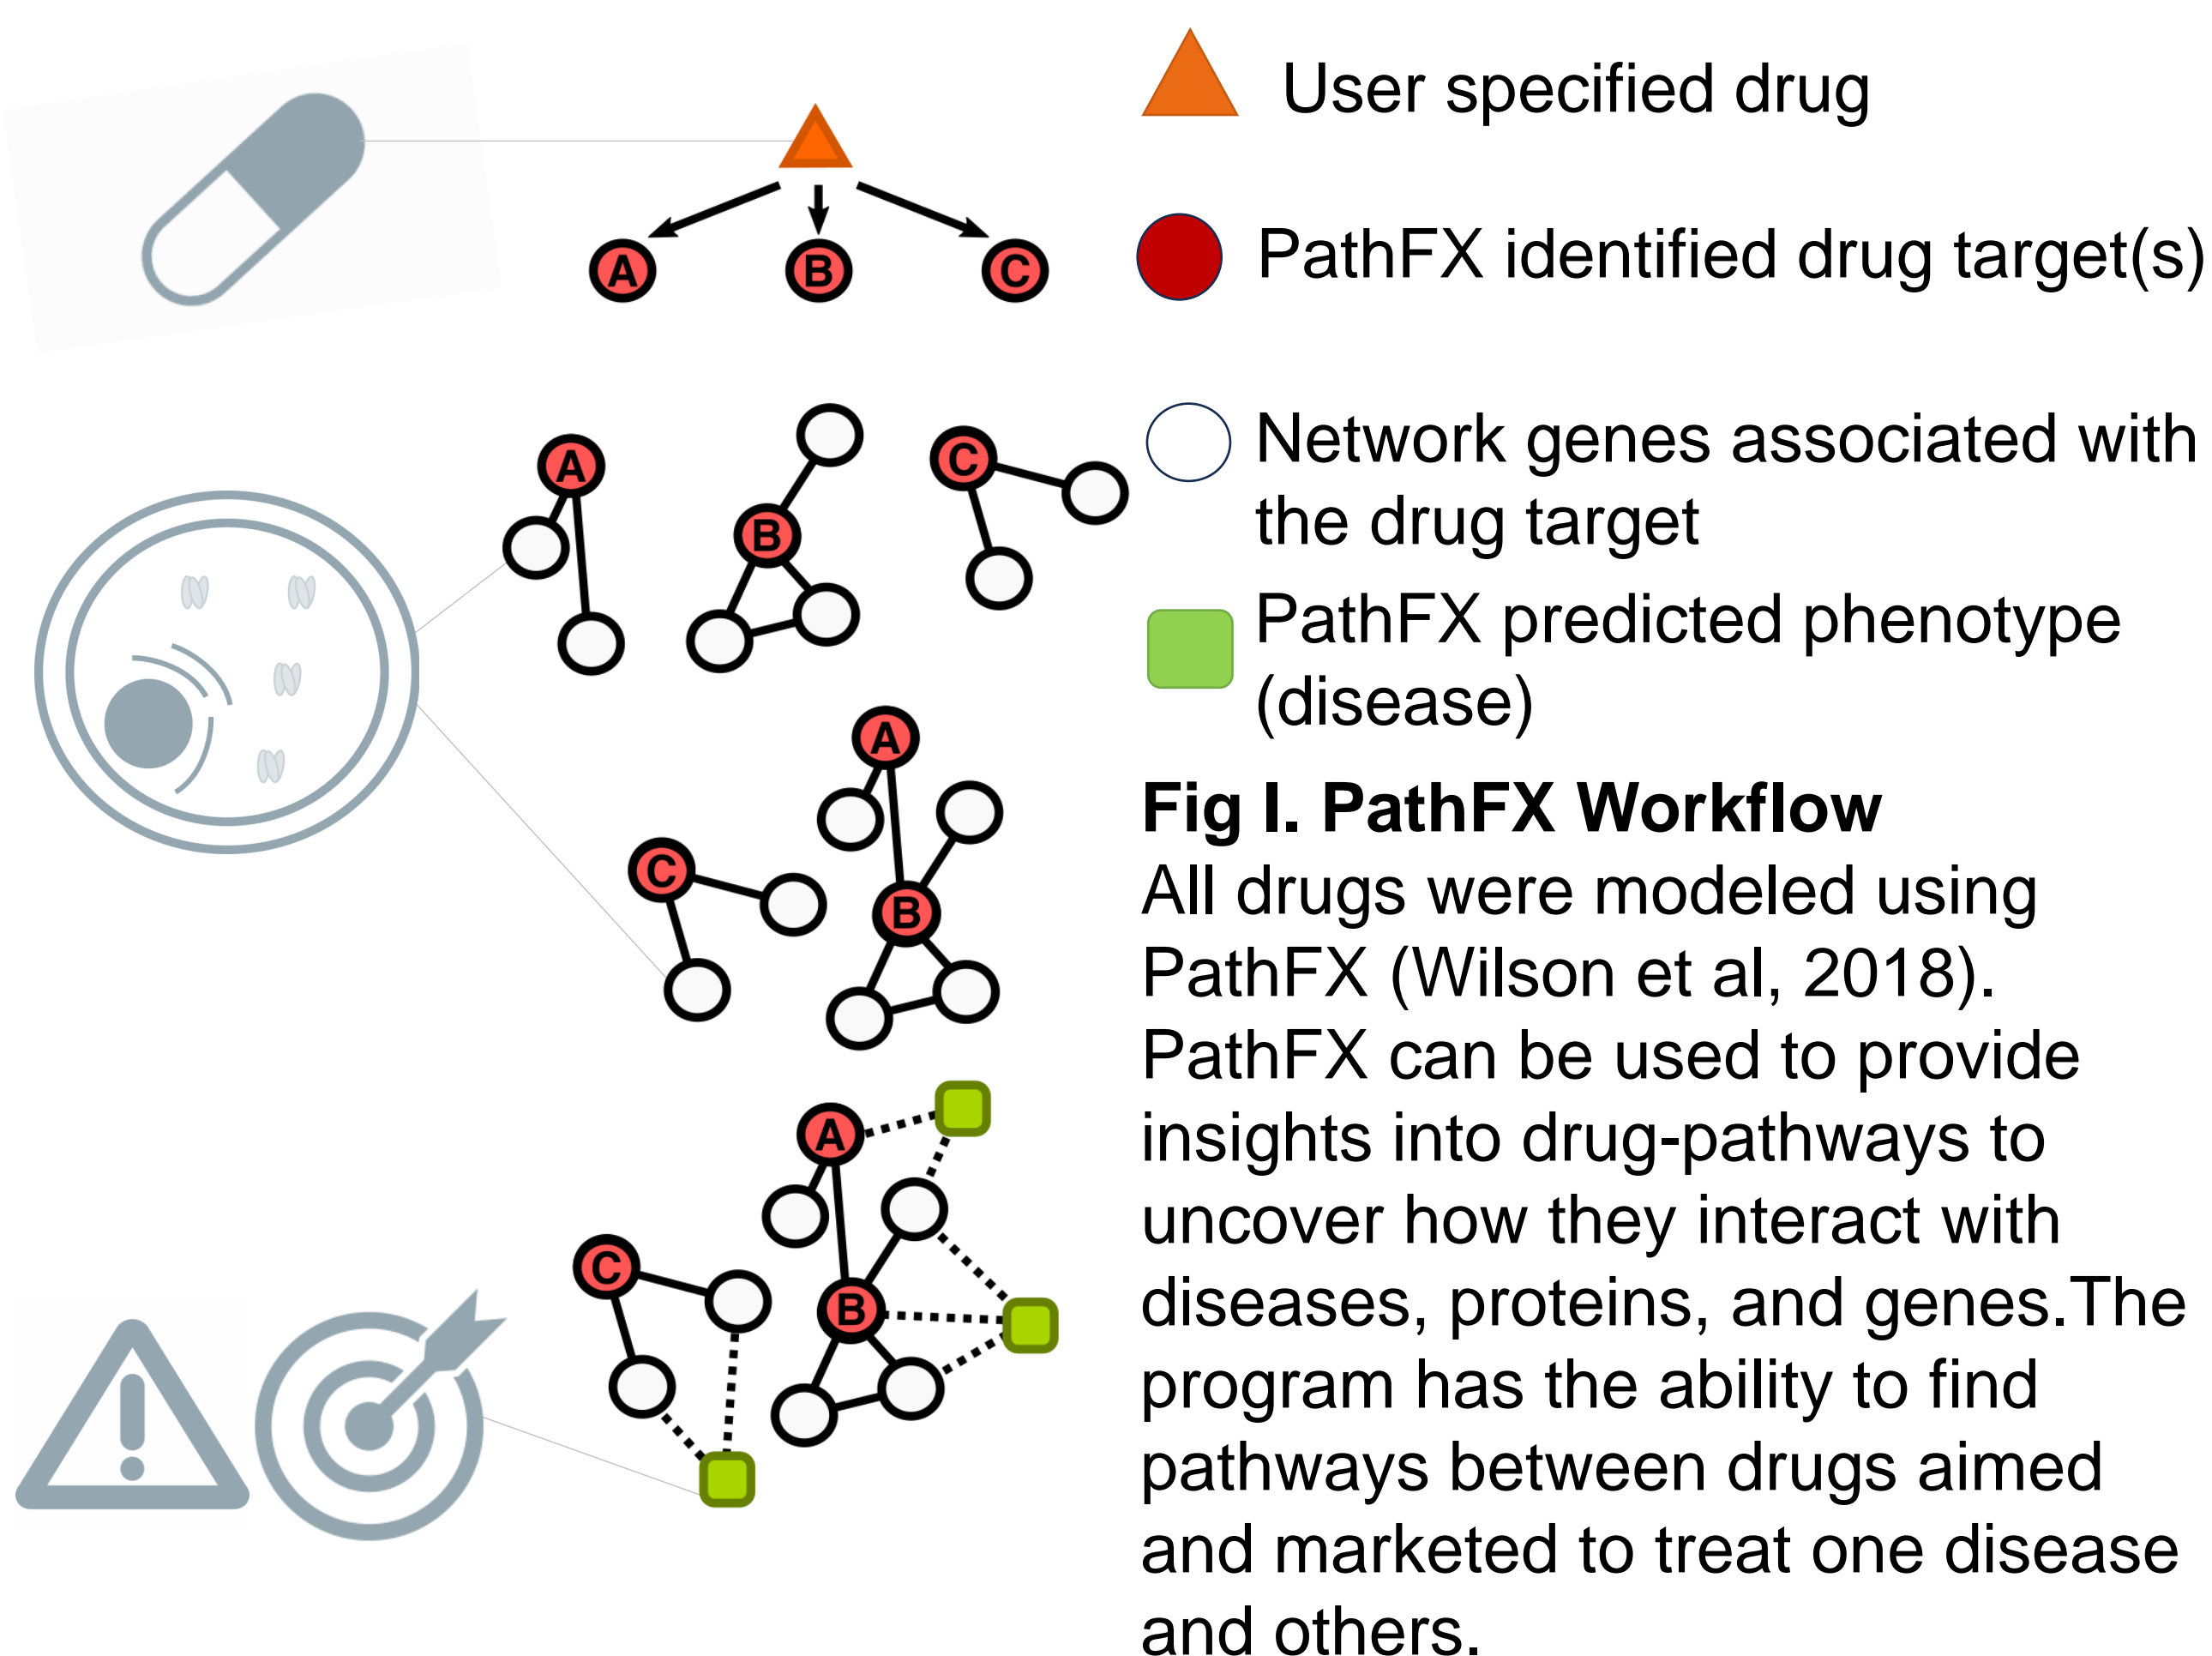 User specified drug
A B C
PathFX identified drug target(s)
A
B
C
Network genes associated with
the drug target
PathFX predicted phenotype
(disease)
A
C
B
A
C
B
Fig I. PathFX Workflow
All drugs were modeled using
PathFX (Wilson et al, 2018).
PathFX can be used to provide
insights into drug-pathways to
uncover how they interact with
diseases, proteins, and genes.The
program has the ability to find
pathways between drugs aimed
and marketed to treat one disease
and others.